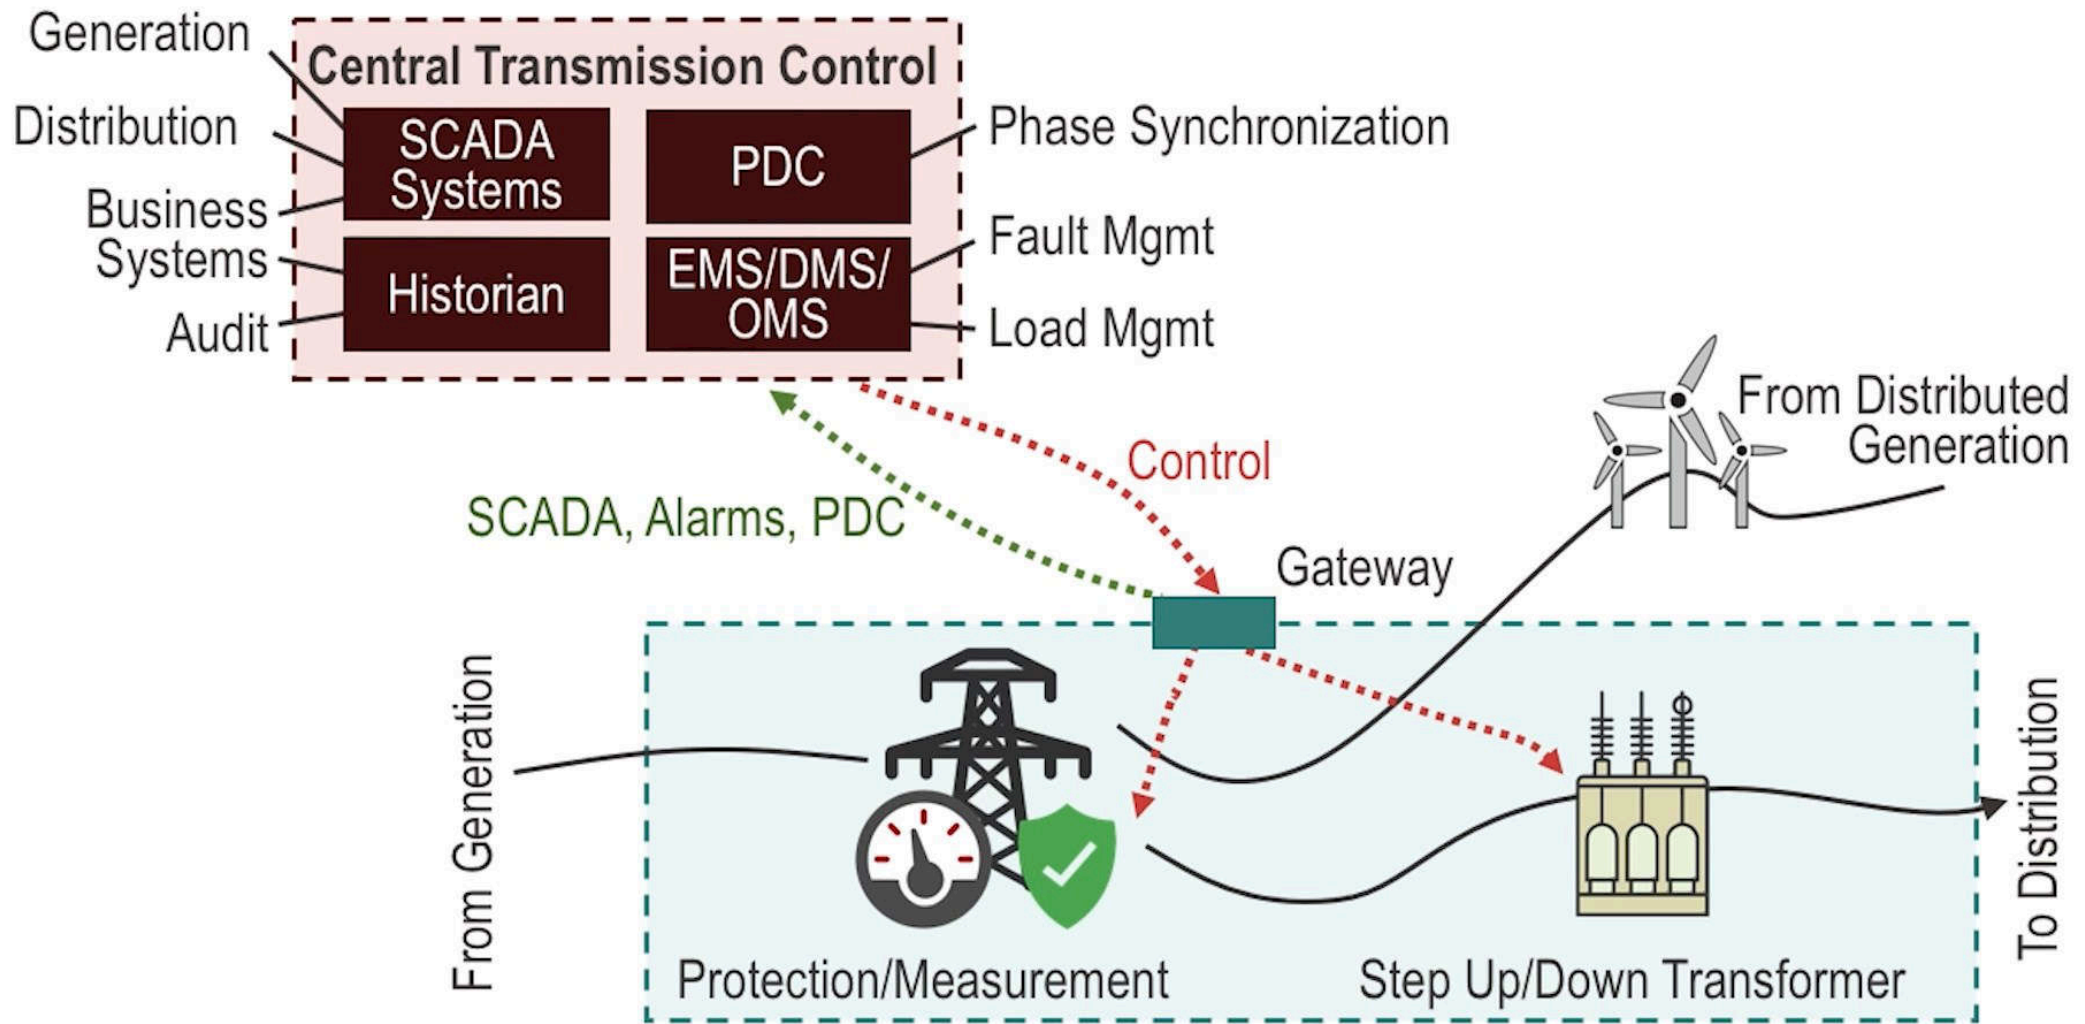 Generation
Distribution
Business
Systems
Audit
Central Transmission Control
SCADA
Systems
PDC
Historian
EMS/DMS/
OMS
Phase Synchronization
Fault Mgmt
Load Mgmt
From Distributed
Generation
Control
SCADA, Alarms, PDC
Gateway
From Generation
To Distribution
Protection/Measurement
Step Up/Down Transformer